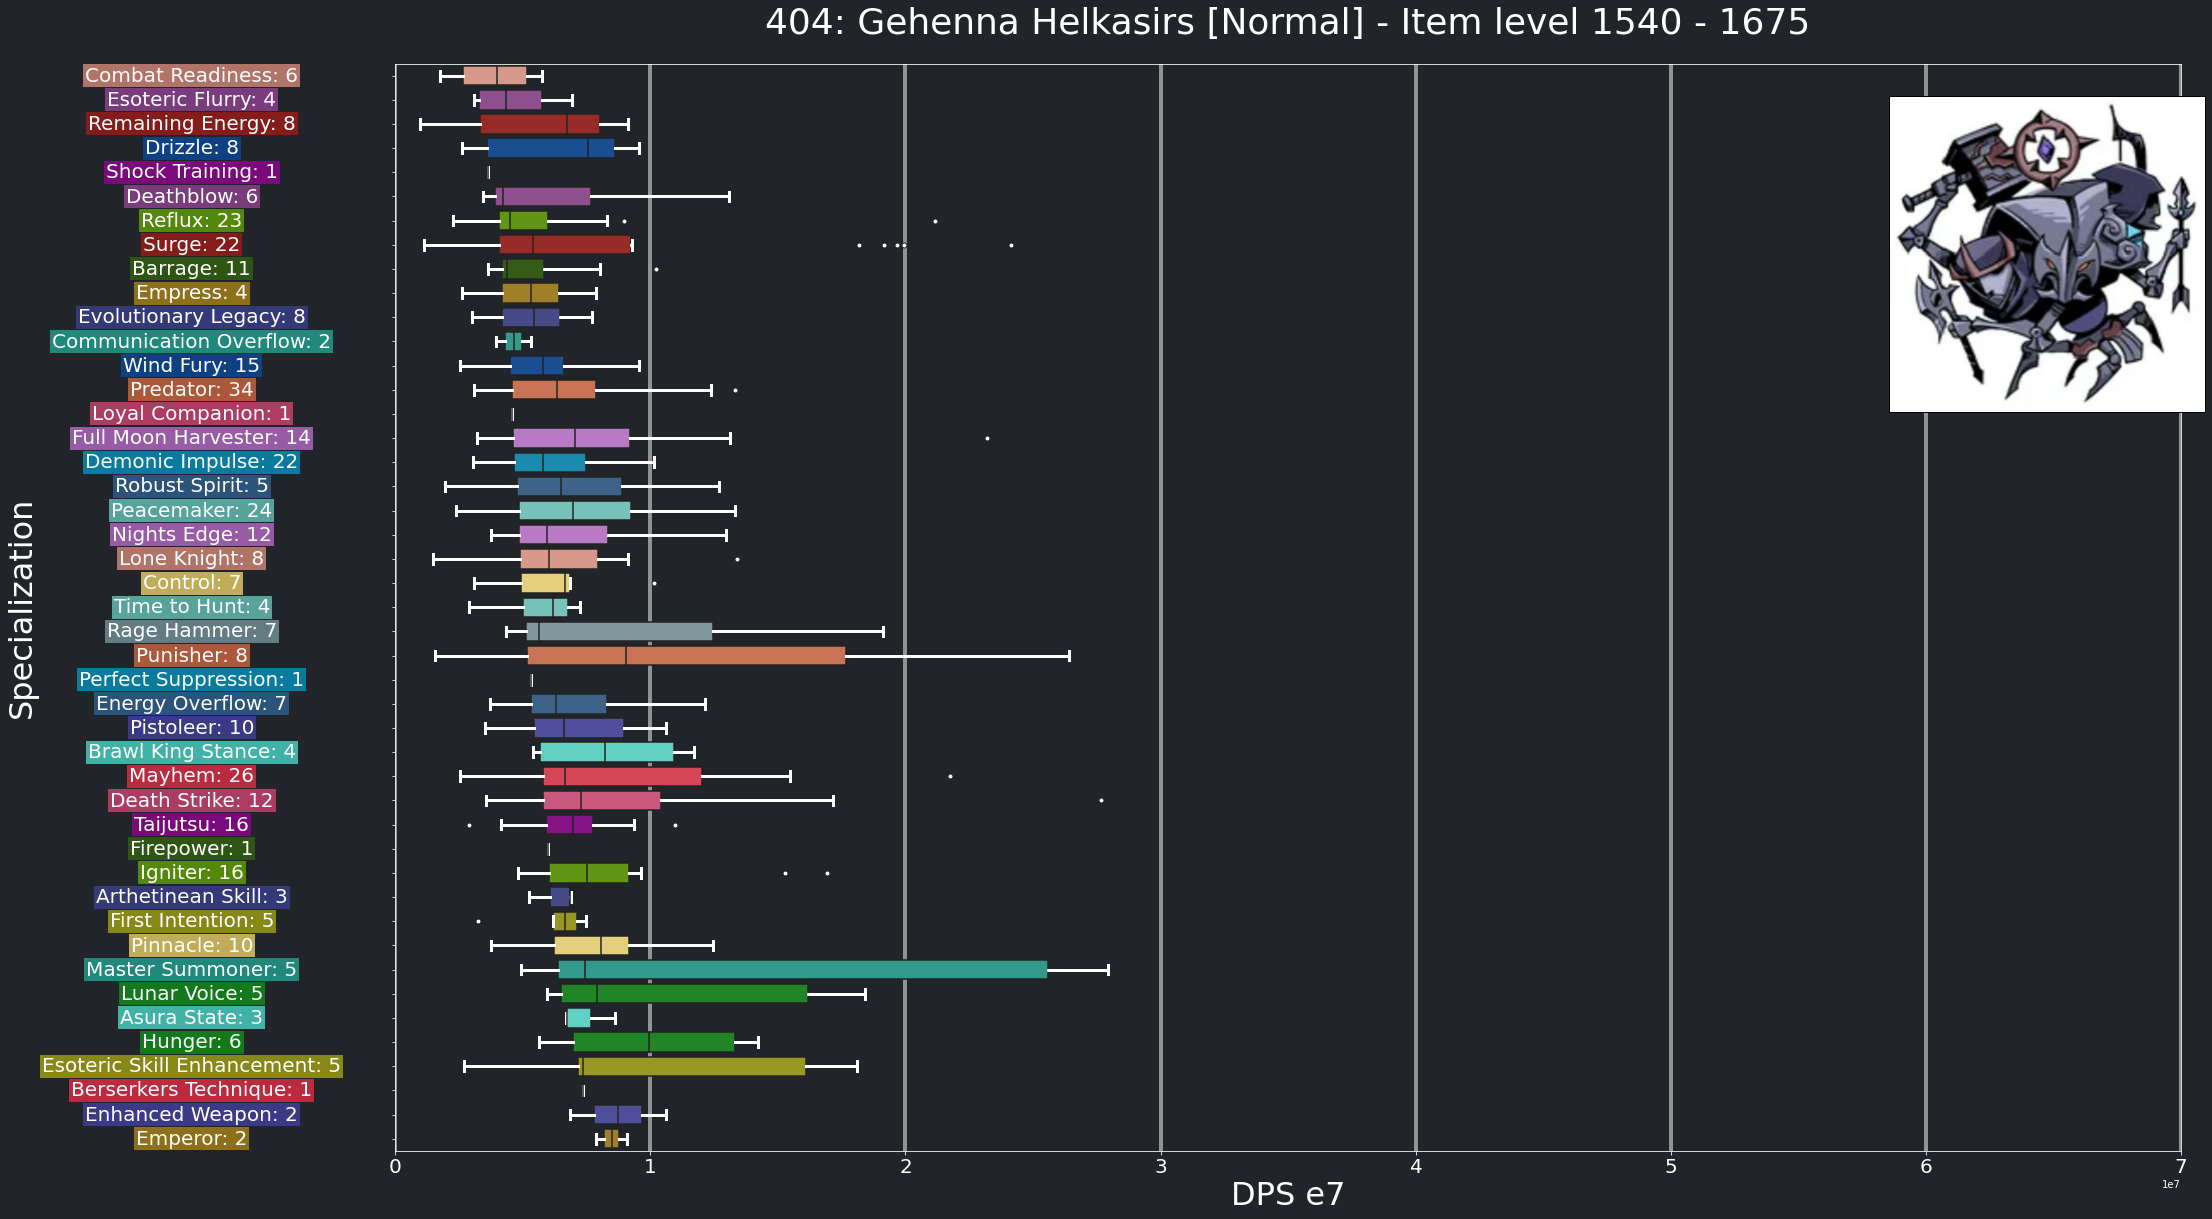 404: Gehenna Helkasirs [Normal] - Item level 1540 - 1675
Specialization
Combat Readiness: 6
Esoteric Flurry: 4
Remaining Energy: 8
Drizzle: 8
Shock Training: 1
Deathblow: 6
Reflux: 23
Surge: 22
Barrage: 11
Empress: 4
Evolutionary Legacy: 8
Communication Overflow: 2
Wind Fury: 15
Predator: 34
Loyal Companion: 1
Full Moon Harvester: 14
Demonic Impulse: 22
Robust Spirit: 5
Peacemaker: 24
Nights Edge: 12
Lone Knight: 8
Control: 7
Time to Hunt: 4
Rage Hammer: 7
Punisher: 8
Perfect Suppression: 1
Energy Overflow: 7
Pistoleer: 10
Brawl King Stance: 4
Mayhem: 26
Death Strike: 12
Taijutsu: 16
Firepower: 1
Igniter: 16
Arthetinean Skill: 3
First Intention: 5
Pinnacle: 10
Master Summoner: 5
Lunar Voice: 5
Asura State: 3
Hunger: 6
Esoteric Skill Enhancement: 5
Berserkers Technique: 1
Enhanced Weapon: 2
Emperor: 2
0 1 2 3 4 5 6 7
1e7
DPS e7